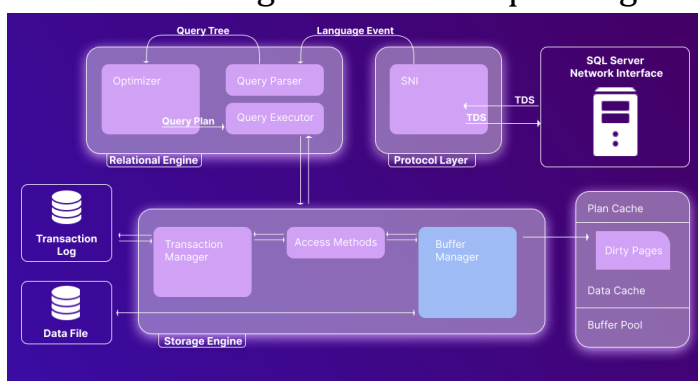 Query Tree
Language Event
Optimizer
Query Parser
Query Plan
Query Executor
Relational Engine
SNI
Protocol Layer
TDS
TDS
SQL Server
Network Interface
Transaction
Log
Data File
Transaction
Manager
Access Methods
Buffer
Manager
Storage Engine
Plan Cache
Dirty Pages
Data Cache
Buffer Pool